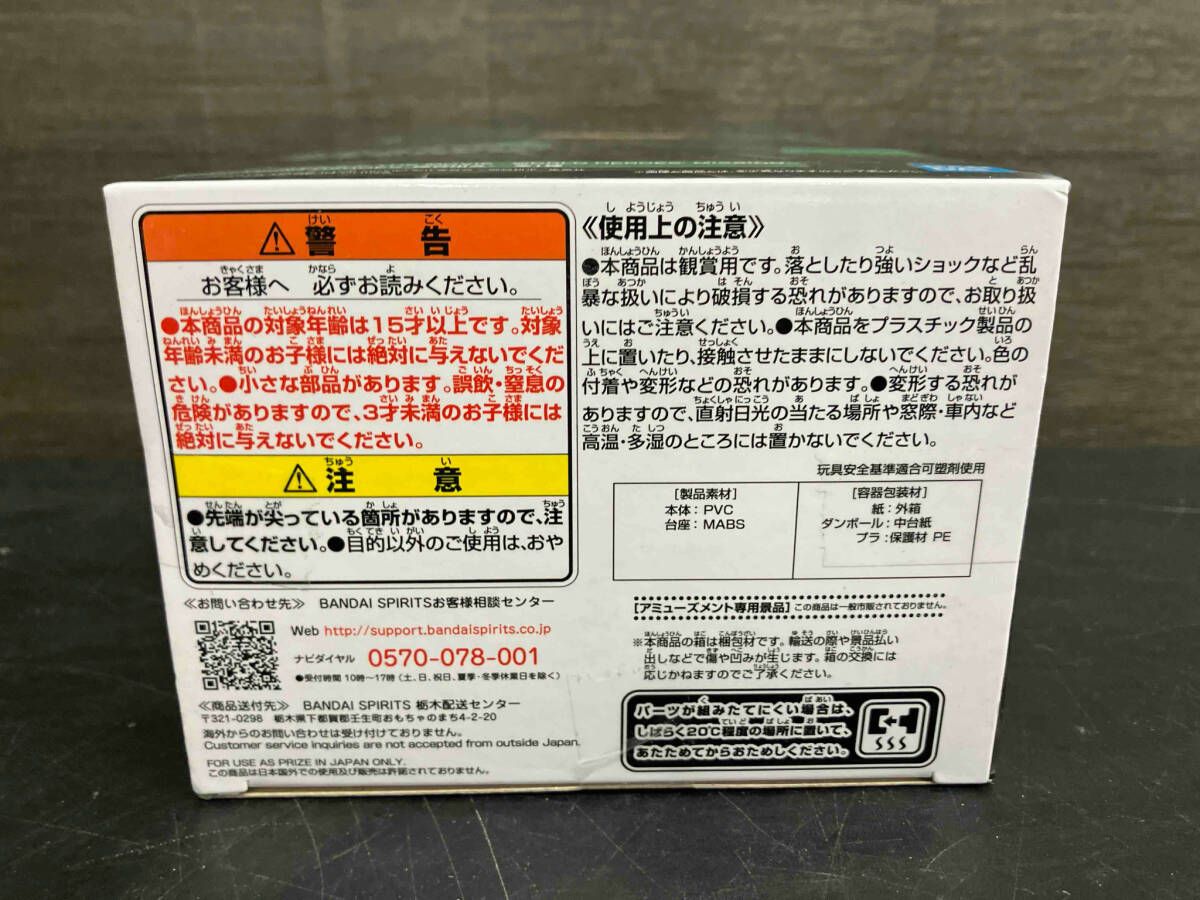 WORLD HEROES' MISSION
警告
お客様へ 必ずお読みください。
●本商品の対象年齢は15才以上です。対象
年齢未満のお子様には絶対に与えないでくだ
さい。●小さな部品があります。誤飲・窒息の
危険がありますので、3才未満のお子様には
絶対に与えないでください。
注意
●先端が尖っている箇所がありますので、注
意してください。●目的以外のご使用は、おや
めください。
《お問い合わせ先》 BANDAI SPIRITSお客様相談センター
Web http://support.bandaispirits.co.jp
ナビダイヤル 0570-078-001
●受付時間 10時〜17時 (土、日、祝日、夏季・冬季休業日を除く)
《商品送付先》 BANDAI SPIRITS 栃木配送センター
〒321-0298 栃木県下都賀郡壬生町おもちゃのまち4-2-20
海外からのお問い合わせは受け付けておりません。
Customer service inquiries are not accepted from outside Japan.
FOR USE AS PRIZE IN JAPAN ONLY.
この商品は日本国外での使用及び販売は許諾されておりません。
《使用上の注意》
●本商品は観賞用です。落としたり強いショックなど乱
暴な扱いにより破損する恐れがありますので、お取り扱
いにはご注意ください。●本商品をプラスチック製品の
上に置いたり、接触させたままにしないでください。色の
付着や変形などの恐れがあります。●変形する恐れが
ありますので、直射日光の当たる場所や窓際・車内など
高温・多湿のところには置かないでください。
玩具安全基準適合可塑剤使用
[製品素材]
本体:PVC
台座:MABS
[容器包装材]
紙:外箱
ダンボール:中台紙
プラ:保護材 PE
[アミューズメント専用景品] この商品は一般市販されておりません。
※本商品の箱は梱包材です。輸送の際や景品払い
出しなどで傷や凹みが生じます。箱の交換には
応じかねますのでご了承ください。
パーツが組みたてにくい場合は、
しばらく20℃程度の場所に置いて、
あたためてからおためしください。